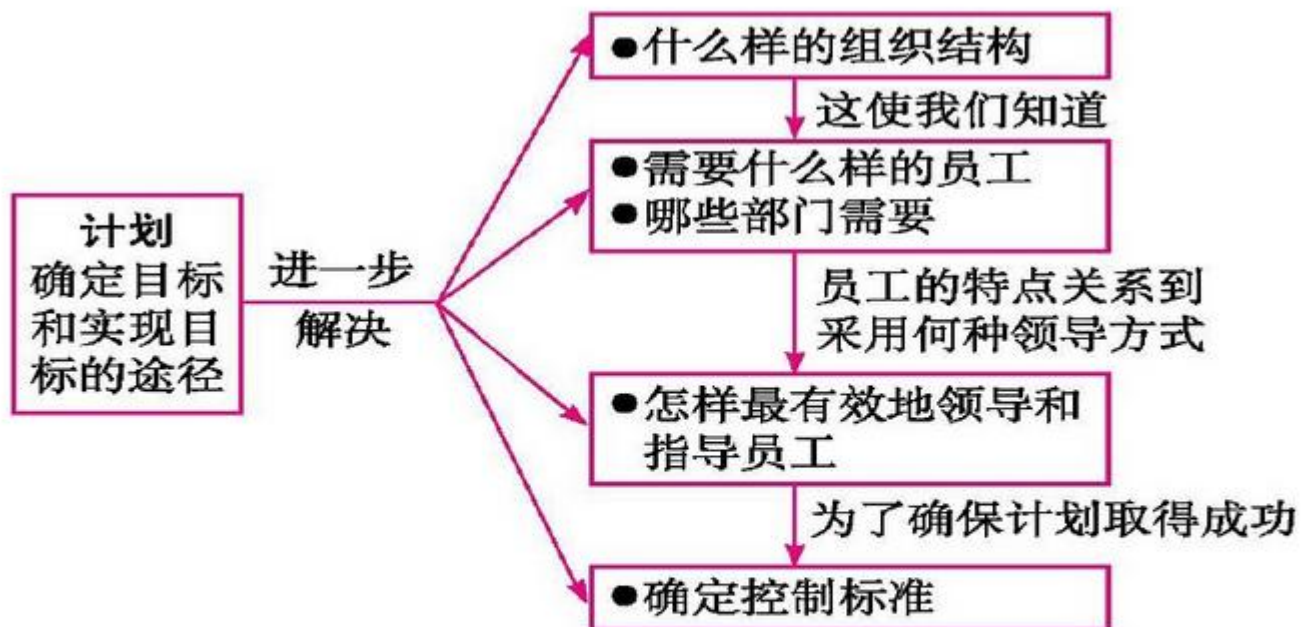 计划
确定目标
和实现目
标的途径
进一步
解决
●什么样的组织结构
这使我们知道
●需要什么样的员工
●哪些部门需要
员工的特点关系到
采用何种领导方式
●怎样最有效地领导和
指导员工
为了确保计划取得成功
●确定控制标准